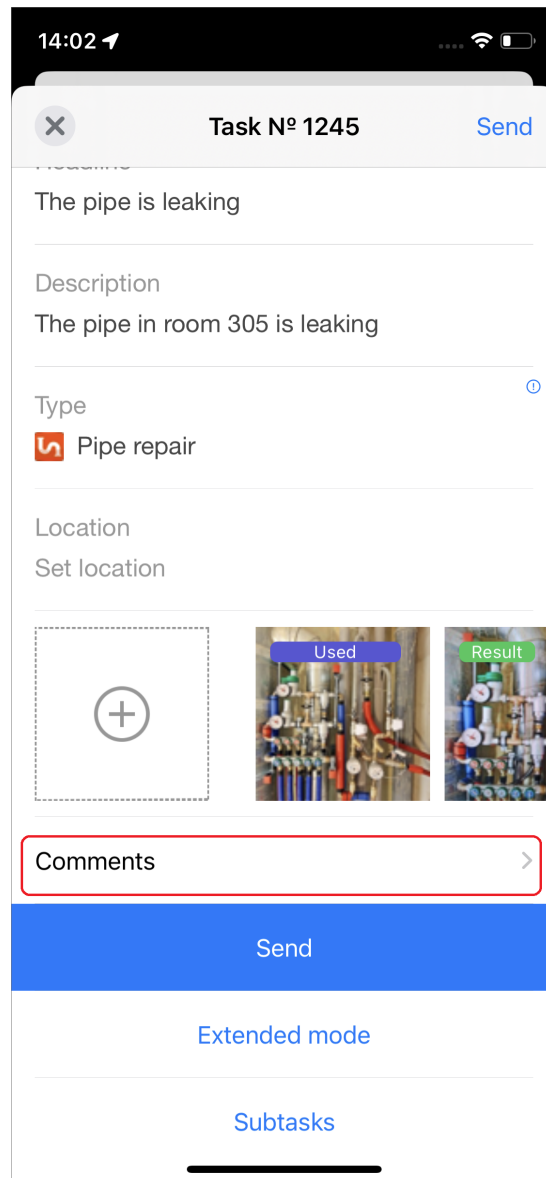 14:02
Task Nº 1245
Send
Headline
The pipe is leaking
Description
The pipe in room 305 is leaking
Type
Pipe repair
Location
Set location
Used
Result
Comments
Send
Extended mode
Subtasks